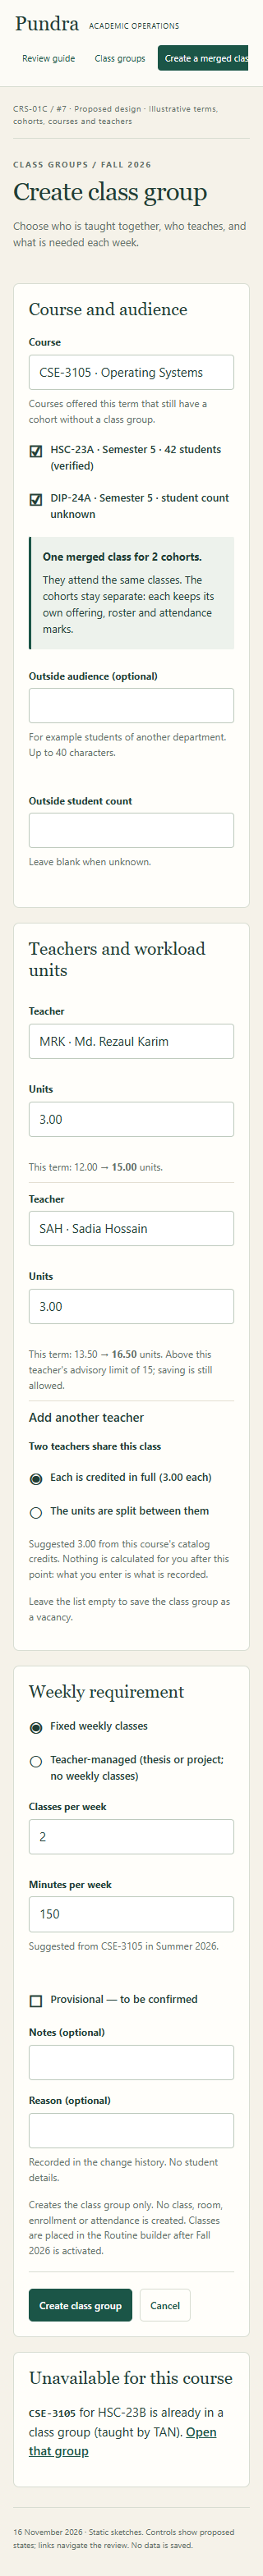 Pundra ACADEMIC OPERATIONS
Review guide Class groups Create a merged clas
CRS-01C / #7 · Proposed design · Illustrative terms,
cohorts, courses and teachers
CLASS GROUPS / FALL 2026
Create class group
Choose who is taught together, who teaches, and
what is needed each week.
Course and audience
Course
CSE-3105 · Operating Systems
Courses offered this term that still have a
cohort without a class group.
HSC-23A · Semester 5 · 42 students
(verified)
DIP-24A · Semester 5 · student count
unknown
One merged class for 2 cohorts.
They attend the same classes. The
cohorts stay separate: each keeps its
own offering, roster and attendance
marks.
Outside audience (optional)
For example students of another department.
Up to 40 characters.
Outside student count
Leave blank when unknown.
Teachers and workload
units
Teacher
MRK · Md. Rezaul Karim
Units
3.00
This term: 12.00 → 15.00 units.
Teacher
SAH · Sadia Hossain
Units
3.00
This term: 13.50 → 16.50 units. Above this
teacher's advisory limit of 15; saving is still
allowed.
Add another teacher
Two teachers share this class
Each is credited in full (3.00 each)
The units are split between them
Suggested 3.00 from this course's catalog
credits. Nothing is calculated for you after this
point: what you enter is what is recorded.
Leave the list empty to save the class group as
a vacancy.
Weekly requirement
Fixed weekly classes
Teacher-managed (thesis or project;
no weekly classes)
Classes per week
2
Minutes per week
150
Suggested from CSE-3105 in Summer 2026.
Provisional — to be confirmed
Notes (optional)
Reason (optional)
Recorded in the change history. No student
details.
Creates the class group only. No class, room,
enrollment or attendance is created. Classes
are placed in the Routine builder after Fall
2026 is activated.
Create class group Cancel
Unavailable for this course
CSE-3105 for HSC-23B is already in a
class group (taught by TAN). Open
that group
16 November 2026 · Static sketches. Controls show proposed
states; links navigate the review. No data is saved.